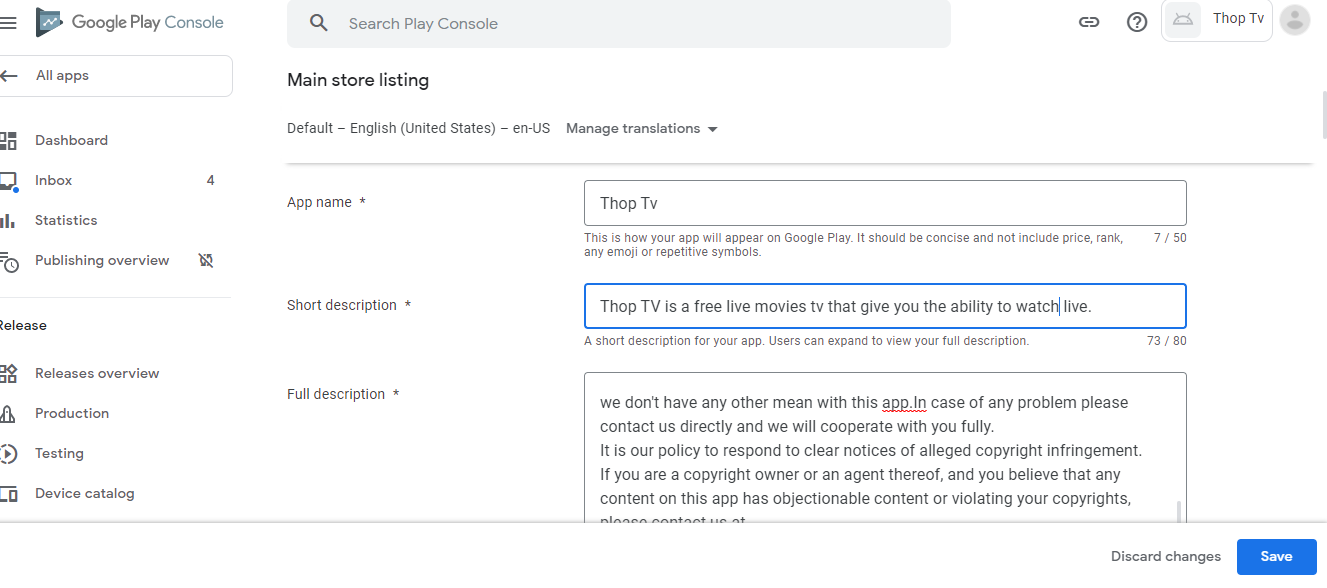 Google Play Console
Search Play Console
Thop Tv
All apps
Main store listing
Default – English (United States) – en-US Manage translations
Dashboard
Inbox 4
Statistics
Publishing overview
Release
Releases overview
Production
Testing
Device catalog
App name *
Thop Tv
This is how your app will appear on Google Play. It should be concise and not include price, rank,
any emoji or repetitive symbols.
7 / 50
Short description *
Thop TV is a free live movies tv that give you the ability to watch live.
A short description for your app. Users can expand to view your full description.
73 / 80
Full description *
we don't have any other mean with this app.In case of any problem please
contact us directly and we will cooperate with you fully.
It is our policy to respond to clear notices of alleged copyright infringement.
If you are a copyright owner or an agent thereof, and you believe that any
content on this app has objectionable content or violating your copyrights,
please contact us at
Discard changes
Save